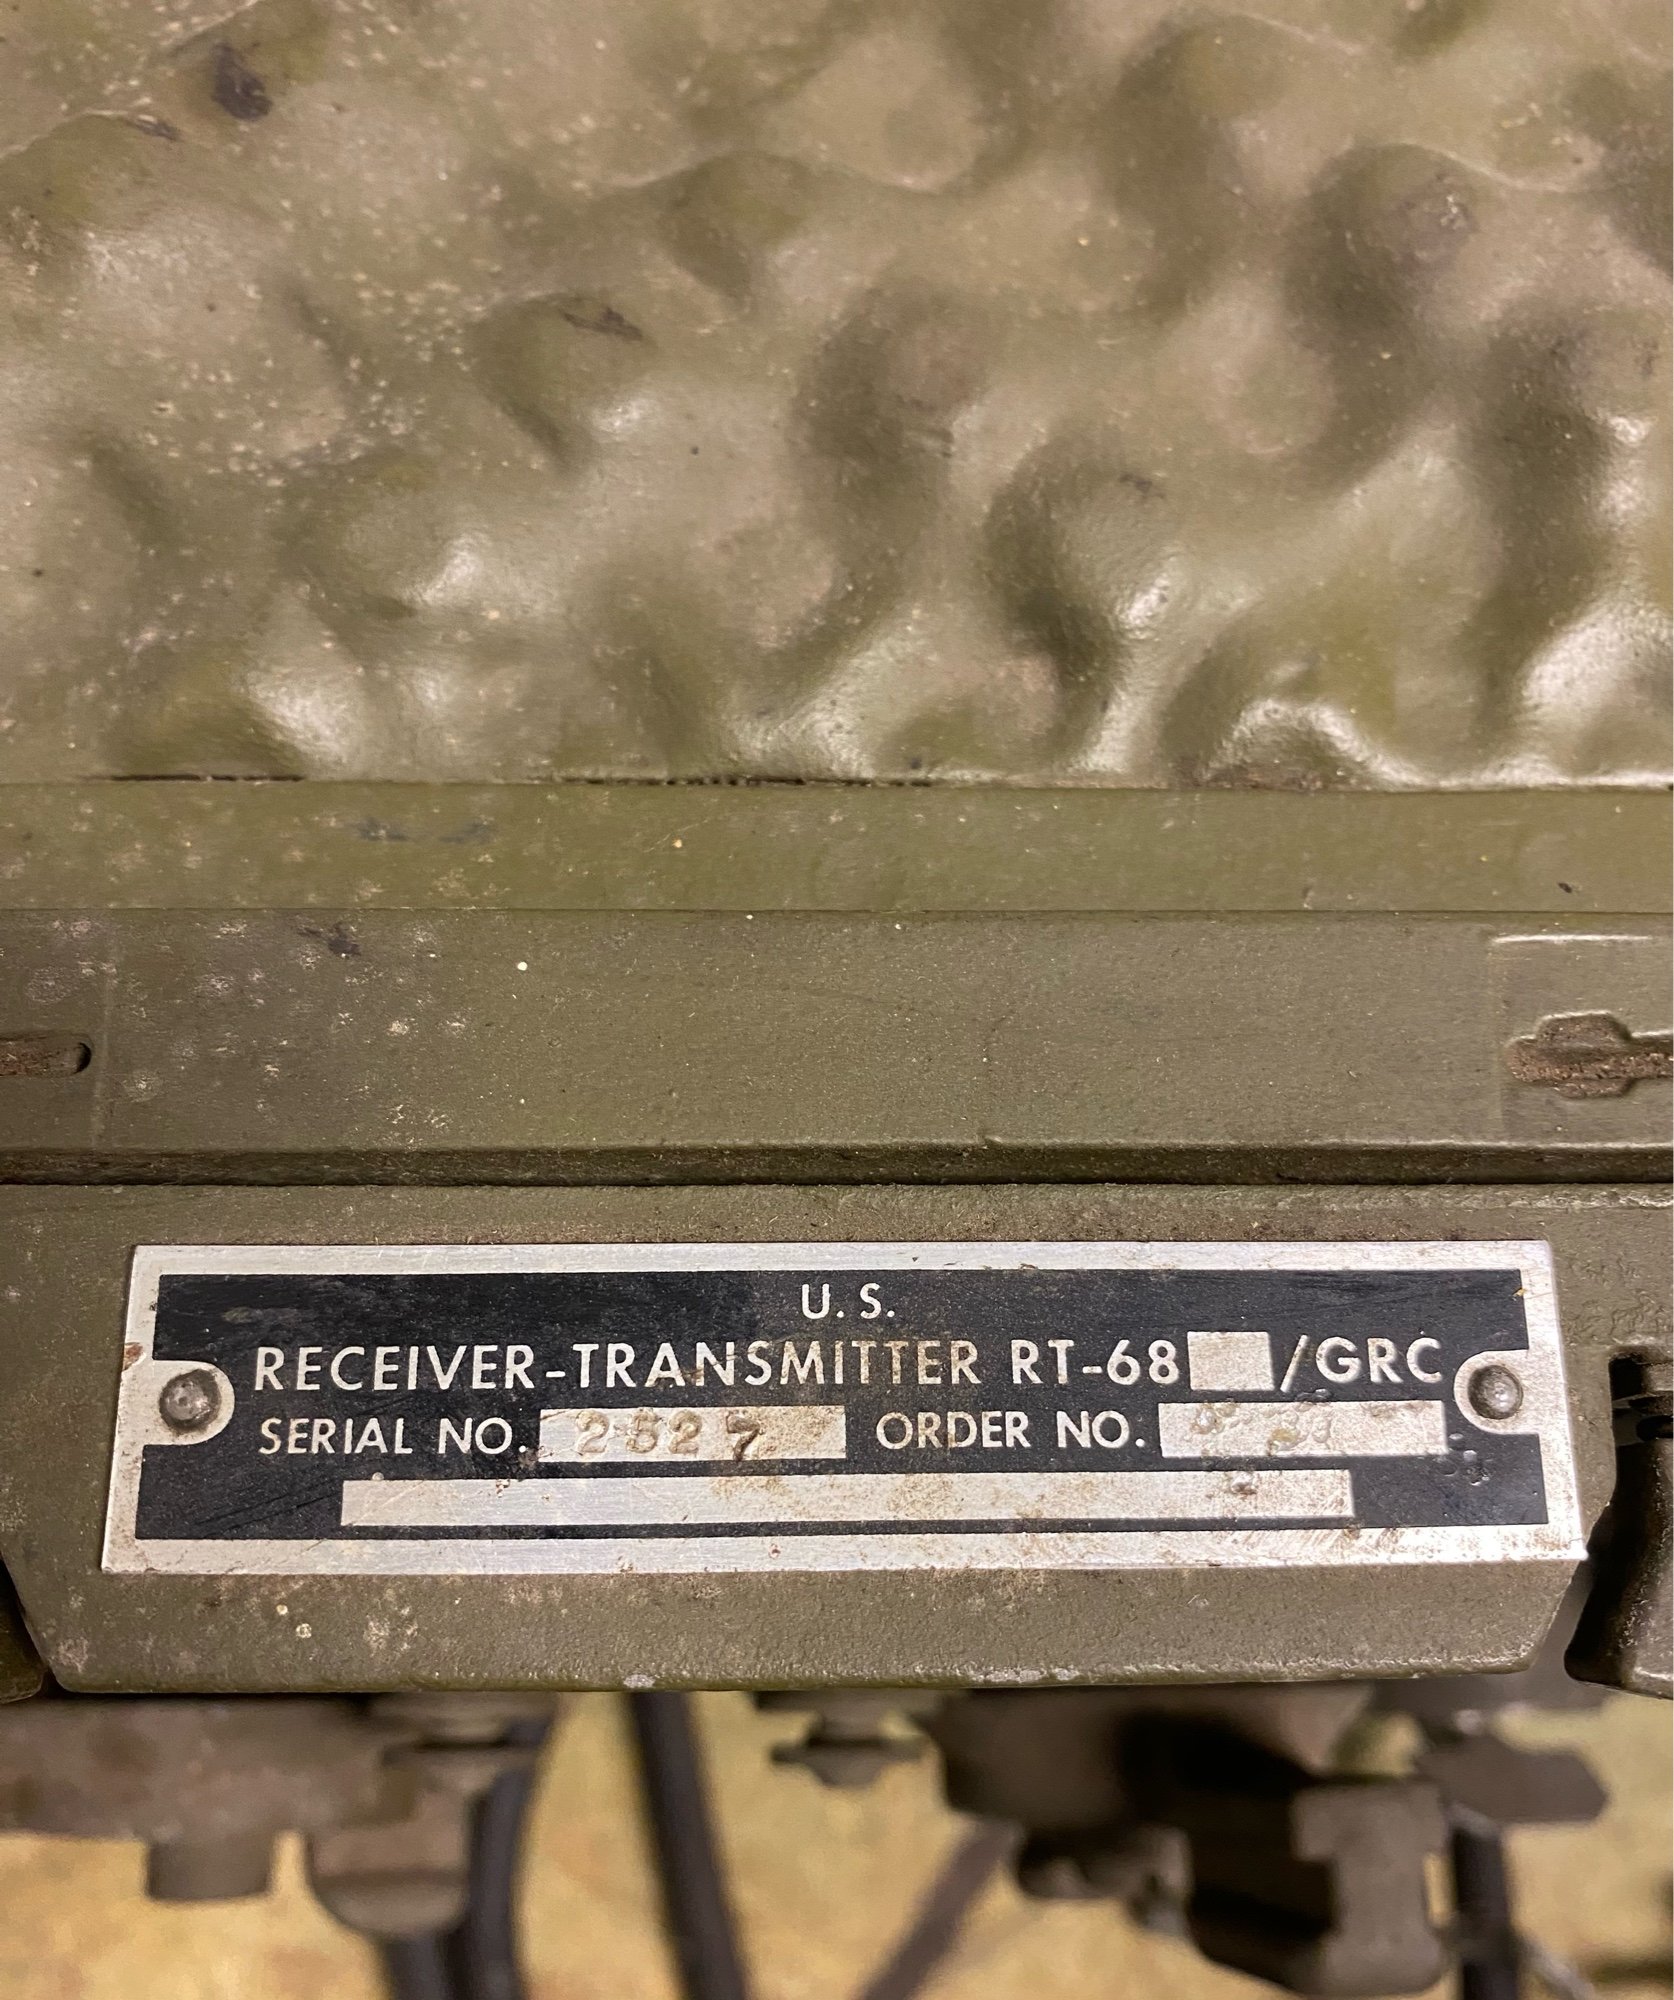 U.S.
RECEIVER-TRANSMITTER RT-68 /GRC
SERIAL NO. 2527 ORDER NO.